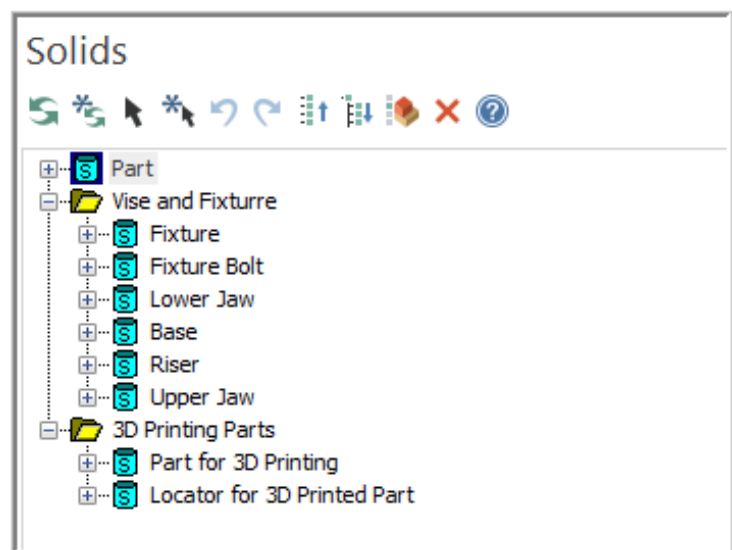 Solids
Part
Vise and Fixturre
Fixture
Fixture Bolt
Lower Jaw
Base
Riser
Upper Jaw
3D Printing Parts
Part for 3D Printing
Locator for 3D Printed Part